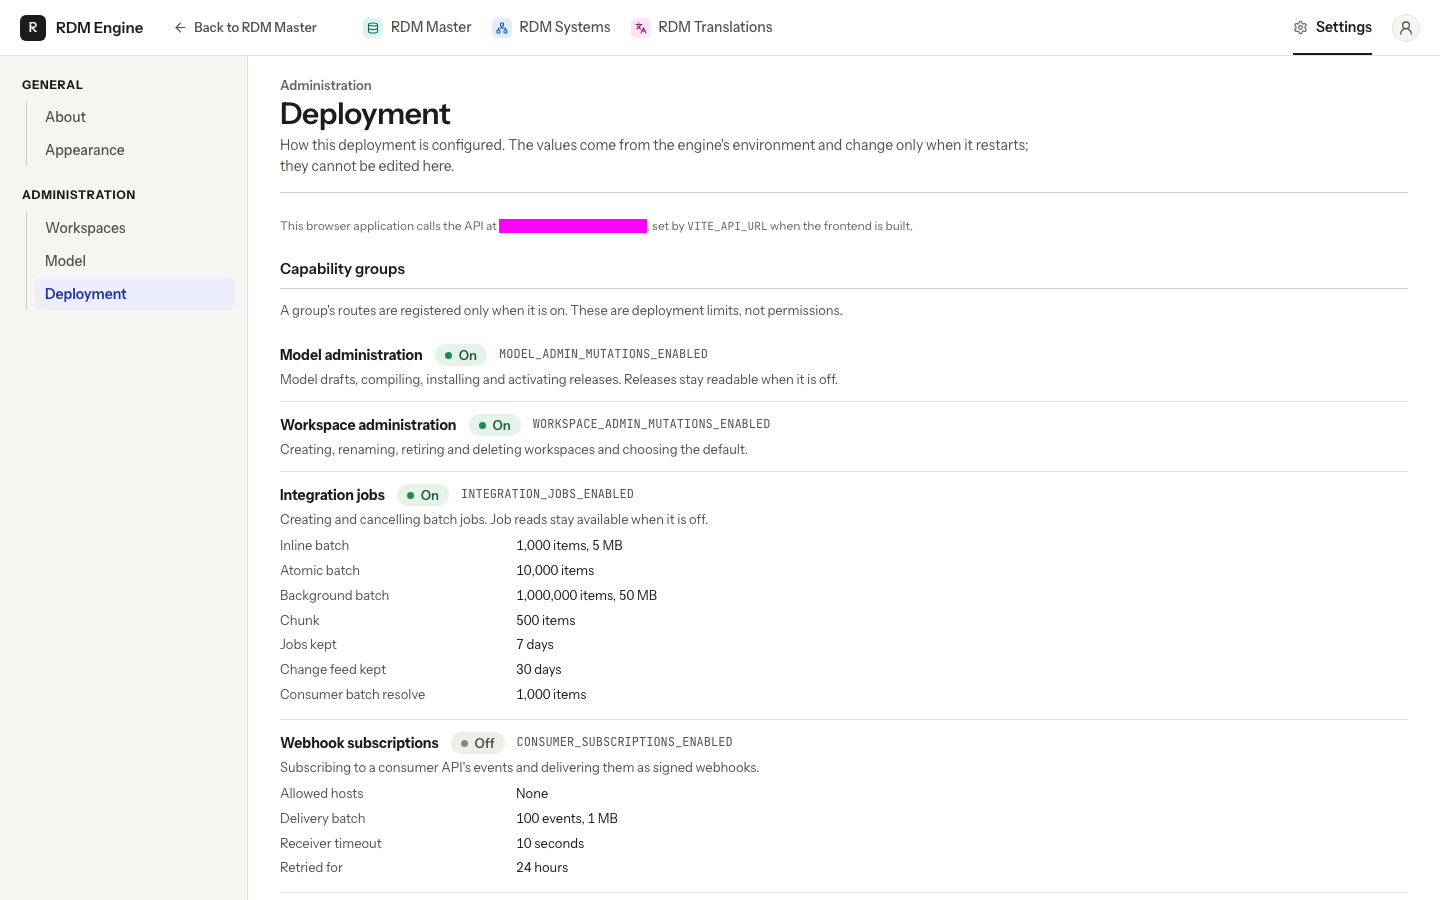 R RDM Engine
Back to RDM Master
RDM Master
RDM Systems
RDM Translations
Settings
GENERAL
About
Appearance
ADMINISTRATION
Workspaces
Model
Deployment
Administration
Deployment
How this deployment is configured. The values come from the engine's environment and change only when it restarts;
they cannot be edited here.
This browser application calls the API at , set by VITE_API_URL when the frontend is built.
Capability groups
A group's routes are registered only when it is on. These are deployment limits, not permissions.
Model administration On MODEL_ADMIN_MUTATIONS_ENABLED
Model drafts, compiling, installing and activating releases. Releases stay readable when it is off.
Workspace administration On WORKSPACE_ADMIN_MUTATIONS_ENABLED
Creating, renaming, retiring and deleting workspaces and choosing the default.
Integration jobs On INTEGRATION_JOBS_ENABLED
Creating and cancelling batch jobs. Job reads stay available when it is off.
Inline batch 1,000 items, 5 MB
Atomic batch 10,000 items
Background batch 1,000,000 items, 50 MB
Chunk 500 items
Jobs kept 7 days
Change feed kept 30 days
Consumer batch resolve 1,000 items
Webhook subscriptions Off CONSUMER_SUBSCRIPTIONS_ENABLED
Subscribing to a consumer API's events and delivering them as signed webhooks.
Allowed hosts None
Delivery batch 100 events, 1 MB
Receiver timeout 10 seconds
Retried for 24 hours